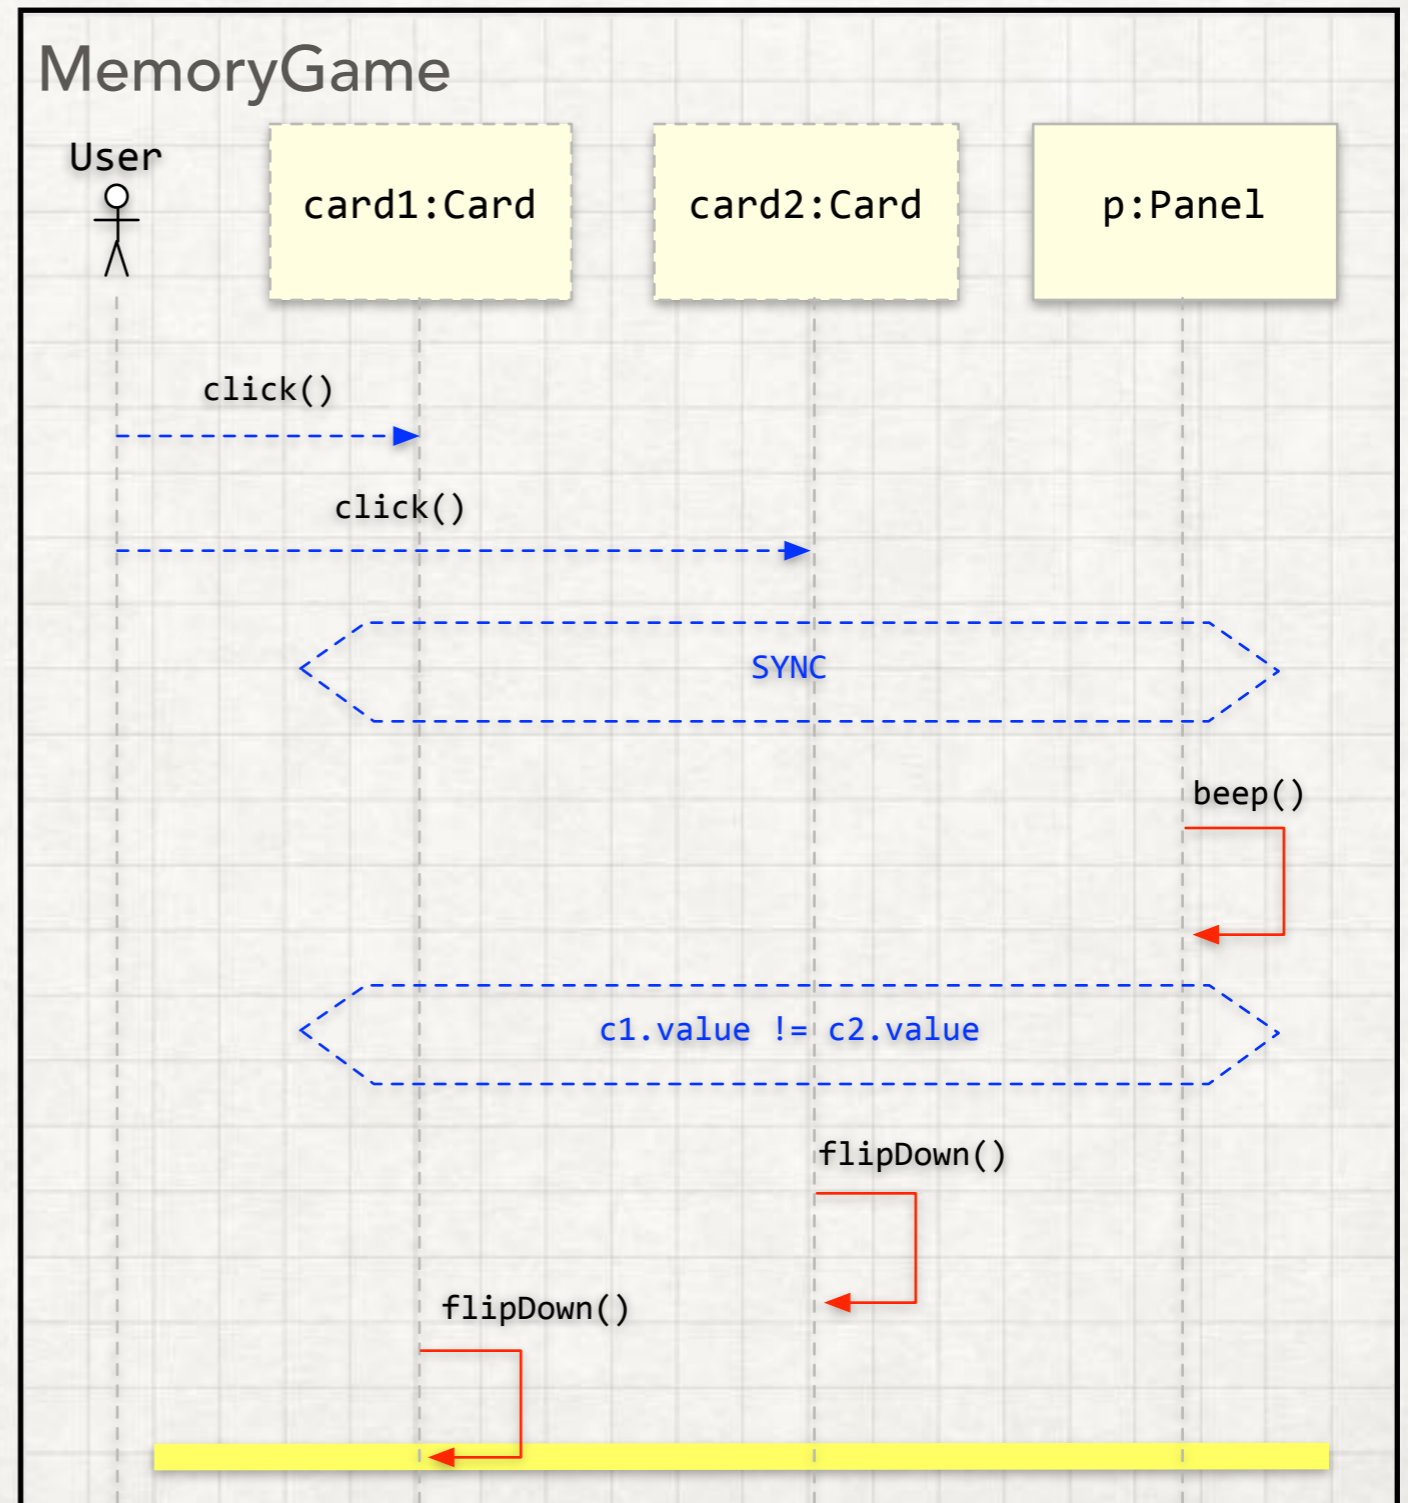 MemoryGame
User
card1:Card
card2:Card
p:Panel
click()
click()
SYNC
beep()
c1.value != c2.value
flipDown()
flipDown()